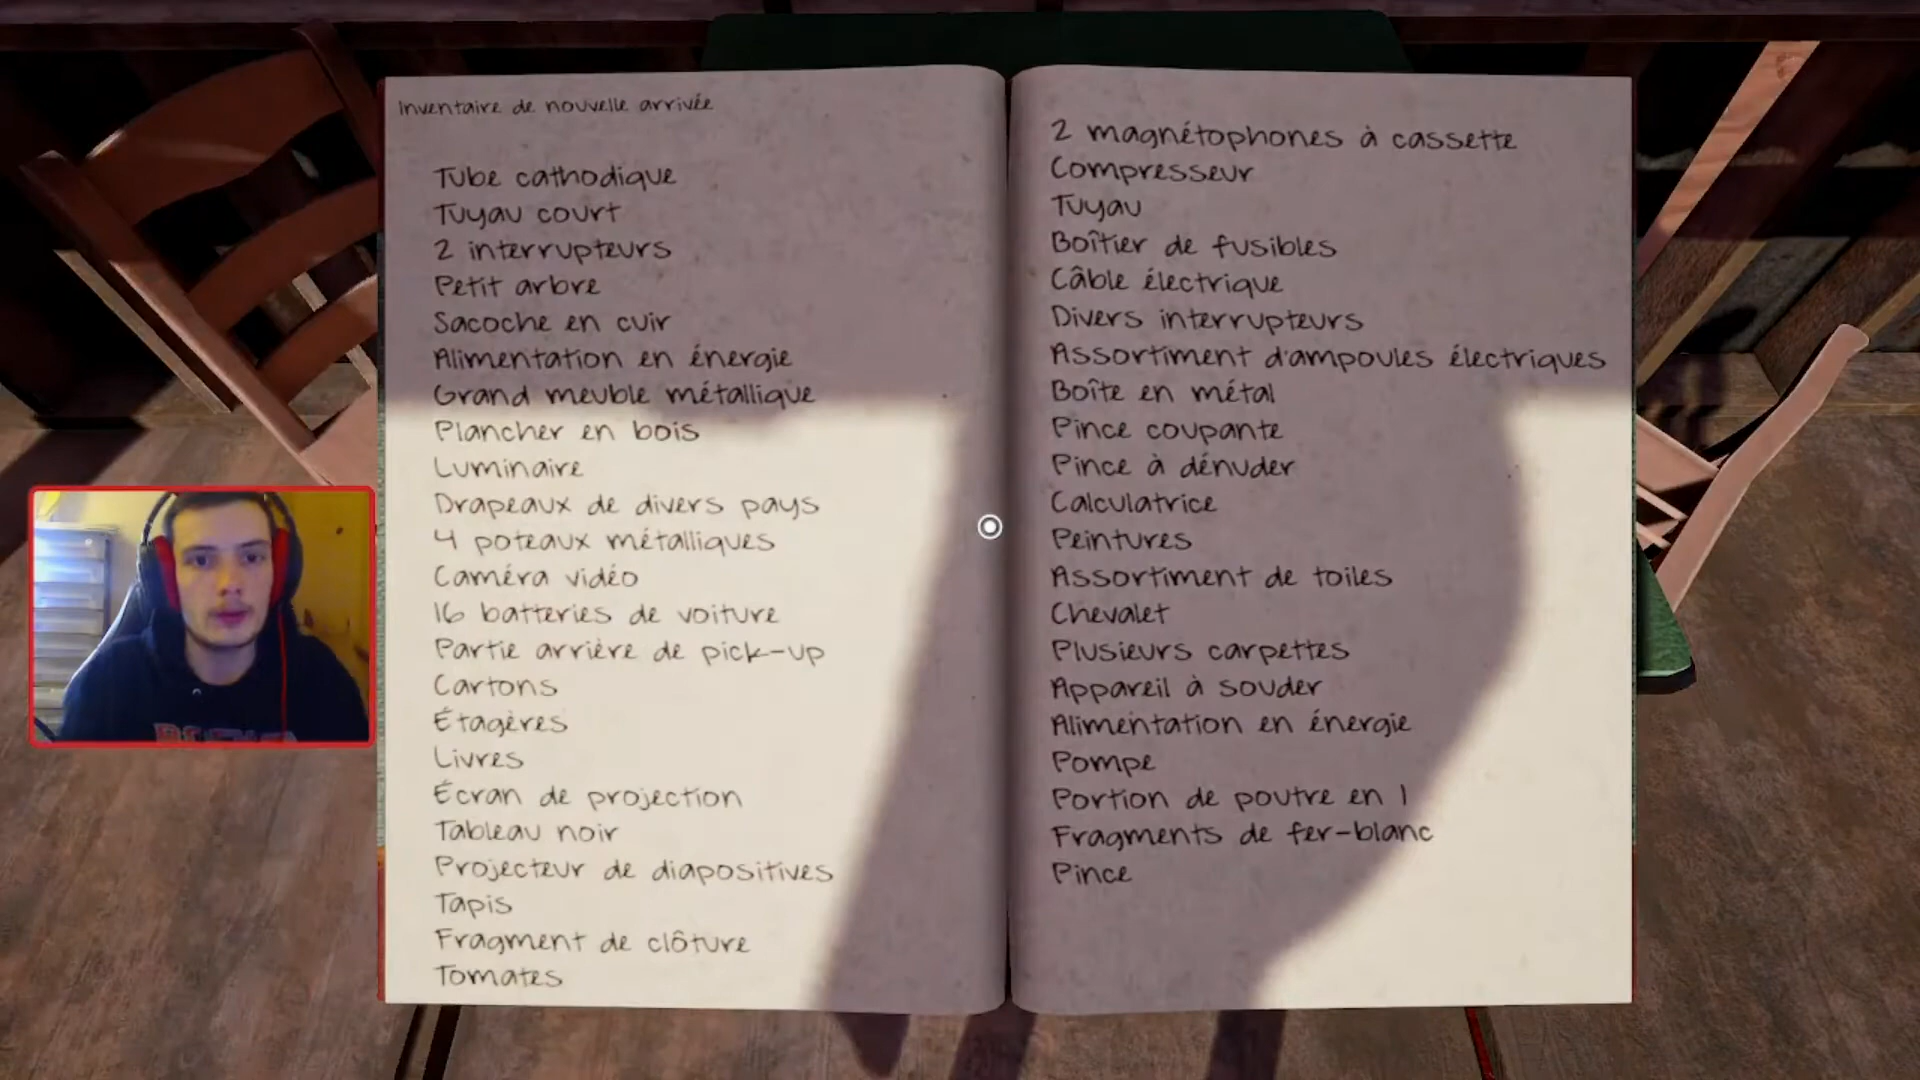 Inventaire de nouvelle arrivée
Tube cathodique
Tuyau court
2 interrupteurs
Petit arbre
Sacoche en cuir
Alimentation en énergie
Grand meuble métallique
Plancher en bois
Luminaire
Drapeaux de divers pays
4 poteaux métalliques
Caméra vidéo
16 batteries de voiture
Partie arrière de pick-up
Cartons
Étagères
Livres
Écran de projection
Tableau noir
Projecteur de diapositives
Tapis
Fragment de clôture
Tomates
2 magnétophones à cassette
Compresseur
Tuyau
Boîtier de fusibles
Câble électrique
Divers interrupteurs
Assortiment d'ampoules électriques
Boîte en métal
Pince coupante
Pince à dénuder
Calculatrice
Peintures
Assortiment de toiles
Chevalet
Plusieurs carpettes
Appareil à souder
Alimentation en énergie
Pompe
Portion de poutre en I
Fragments de fer-blanc
Pince